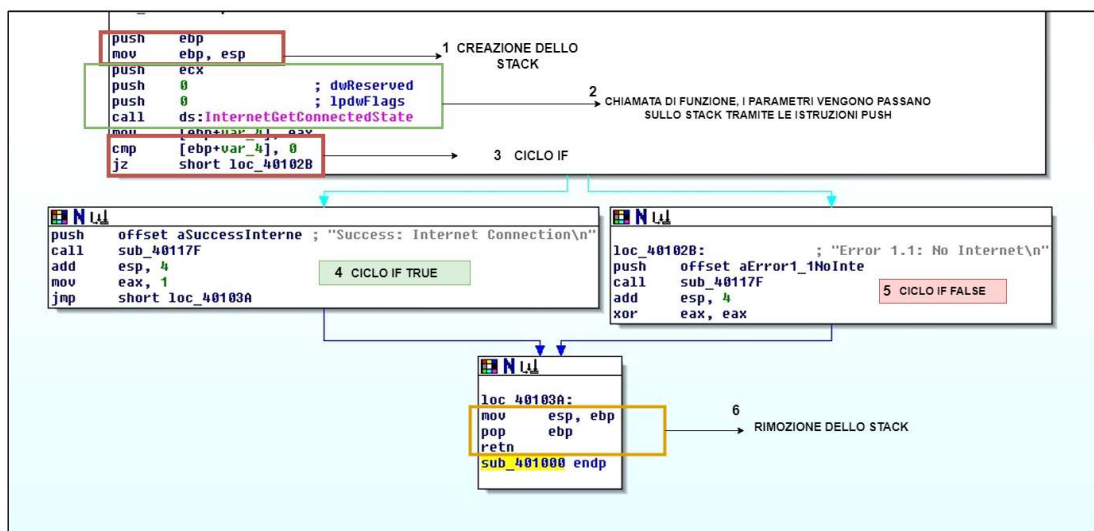 push ebp
mov ebp, esp
1 CREAZIONE DELLO STACK
push ecx
push 0 ; dwReserved
push 0 ; lpdwFlags
call ds:InternetGetConnectedState
2
CHIAMATA DI FUNZIONE, I PARAMETRI VENGONO PASSANO
SULLO STACK TRAMITE LE ISTRUZIONI PUSH
mov [ebp+var_4], eax
cmp [ebp+var_4], 0
jz short loc_40102B
3 CICLO IF
push offset aSuccessInterne ; "Success: Internet Connection\n"
call sub_40117F
add esp, 4
mov eax, 1
jmp short loc_40103A
4 CICLO IF TRUE
loc_40102B: ; "Error 1.1: No Internet\n"
push offset aError1_1NoInte
call sub_40117F
add esp, 4
xor eax, eax
5 CICLO IF FALSE
loc_40103A:
mov esp, ebp
pop ebp
retn
sub_401000 endp
6
RIMOZIONE DELLO STACK